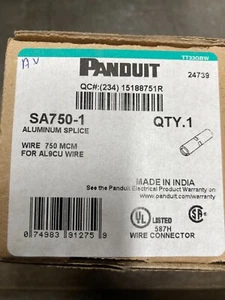 TT22GBW
AV
PANDUIT
24739
QC#:(234) 15188751R
SA750-1
QTY.1
ALUMINUM SPLICE
WIRE 750 MCM
FOR AL9CU WIRE
MADE IN INDIA
See the Panduit Electrical Product Warranty on
www.panduit.com/warranty
UL LISTED SA
587H
WIRE CONNECTOR
0 74983 91275 9